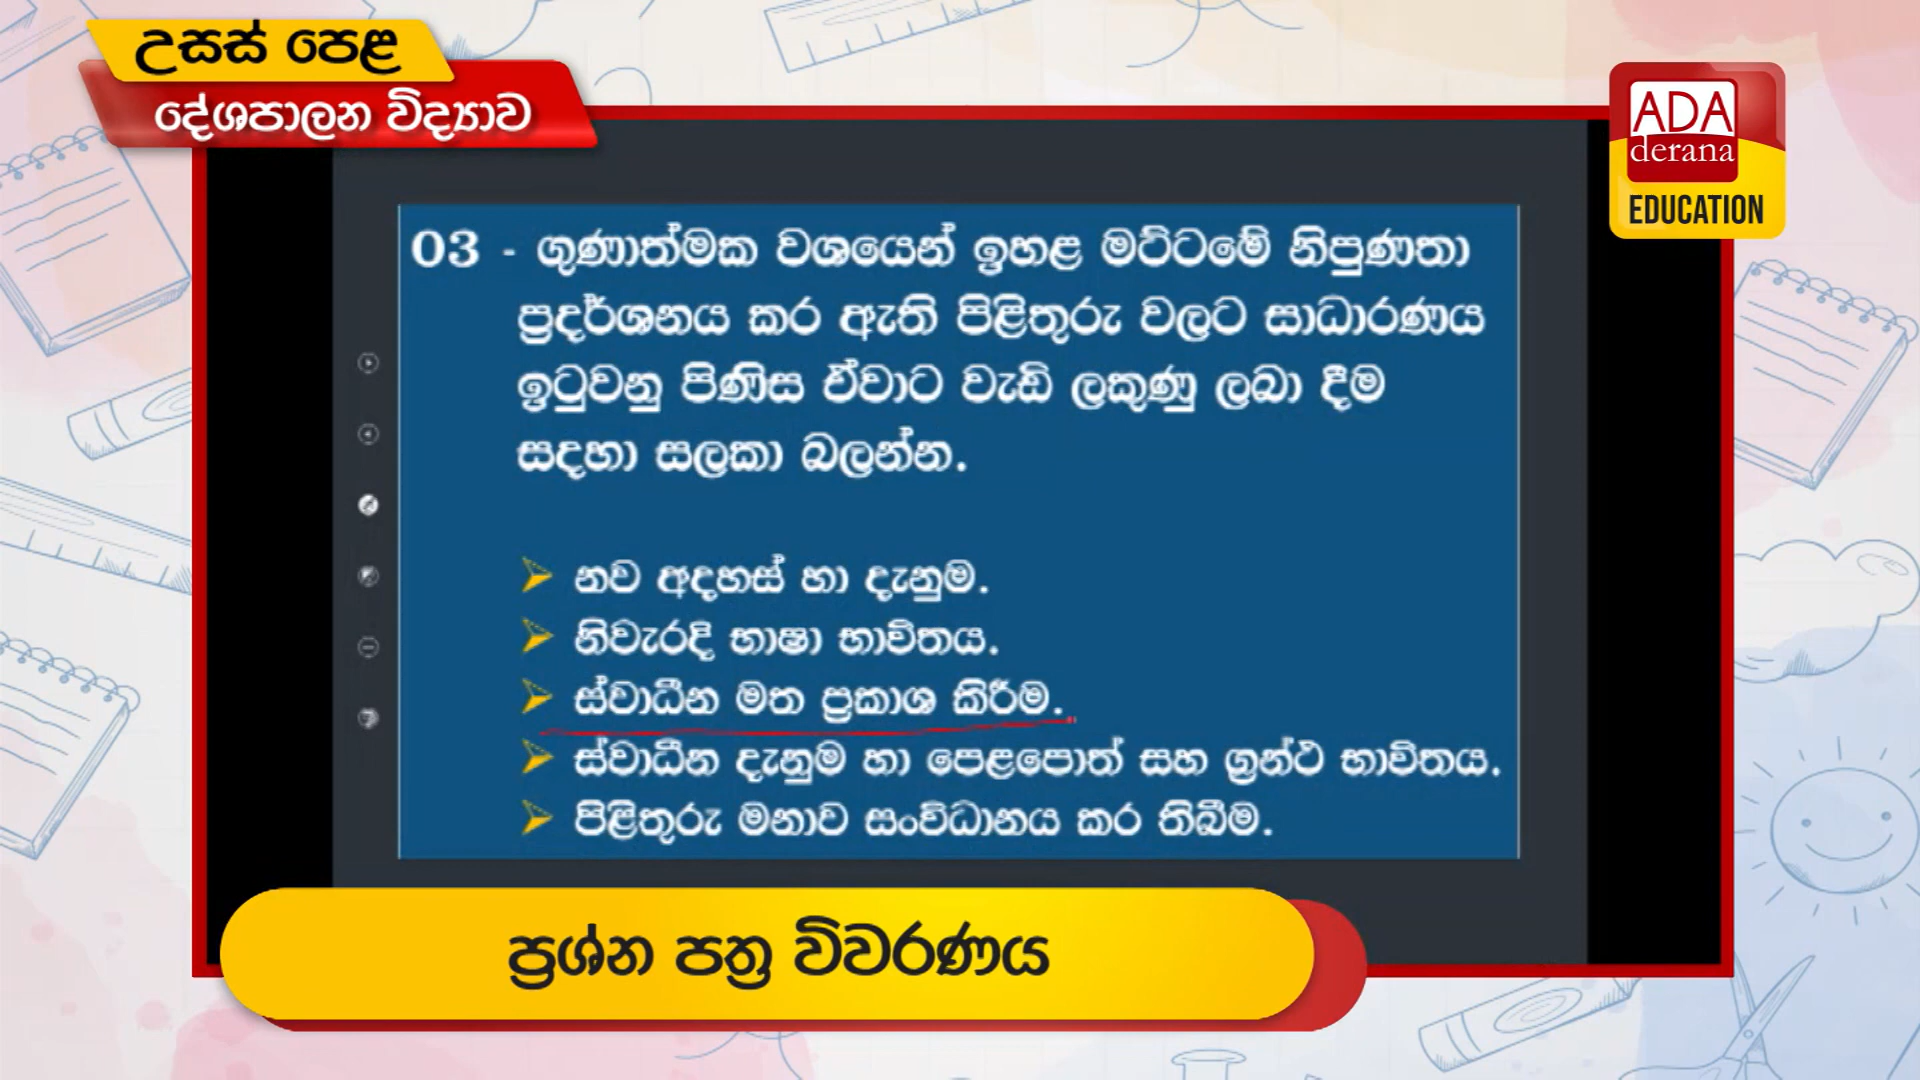 උසස් පෙළ
දේශපාලන විද්‍යාව
ADA
derana
EDUCATION
03 - ගුණාත්මක වශයෙන් ඉහළ මට්ටමේ නිපුණතා
ප්‍රදර්ශනය කර ඇති පිළිතුරු වලට සාධාරණය
ඉටුවනු පිණිස ඒවාට වැඩි ලකුණු ලබා දීම
සදහා සලකා බලන්න.
නව අදහස් හා දැනුම.
නිවැරදි භාෂා භාවිතය.
ස්වාධීන මත ප්‍රකාශ කිරීම.
ස්වාධීන දැනුම හා පෙළපොත් සහ ග්‍රන්ථ භාවිතය.
පිළිතුරු මනාව සංවිධානය කර තිබීම.
ප්‍රශ්න පත්‍ර විවරණය